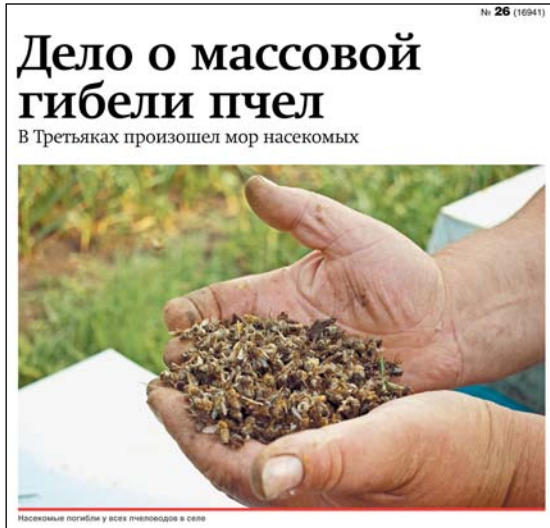 № 26 (16941)
Дело о массовой
гибели пчел
В Третьяках произошел мор насекомых
Насекомые погибли у всех пчеловодов в селе